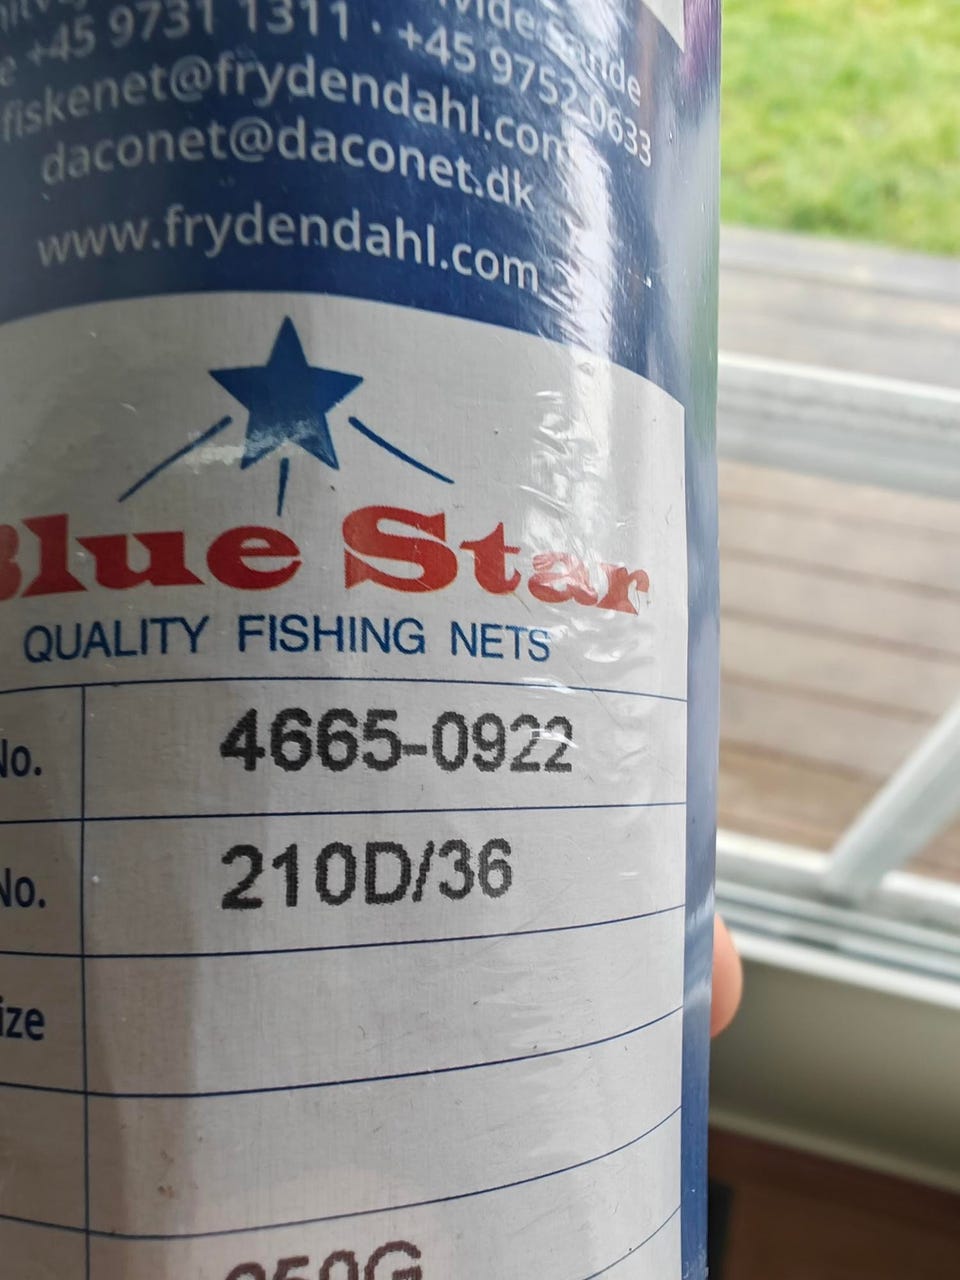 +45 9731 1311 · +45 9752 0633
fiskenet@frydendahl.com
daconet@daconet.dk
www.frydendahl.com
Blue Star
QUALITY FISHING NETS
No. 4665-0922
No. 210D/36